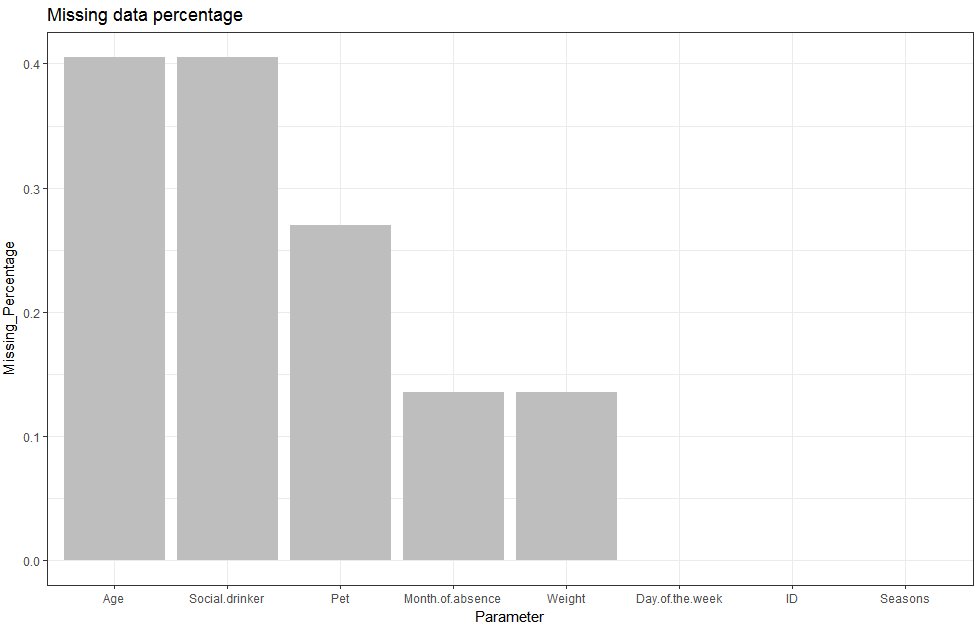 Missing data percentage
Missing_Percentage
0.4
0.3
0.2
0.1
0.0
Age Social.drinker Pet Month.of.absence Weight Day.of.the.week ID Seasons
Parameter